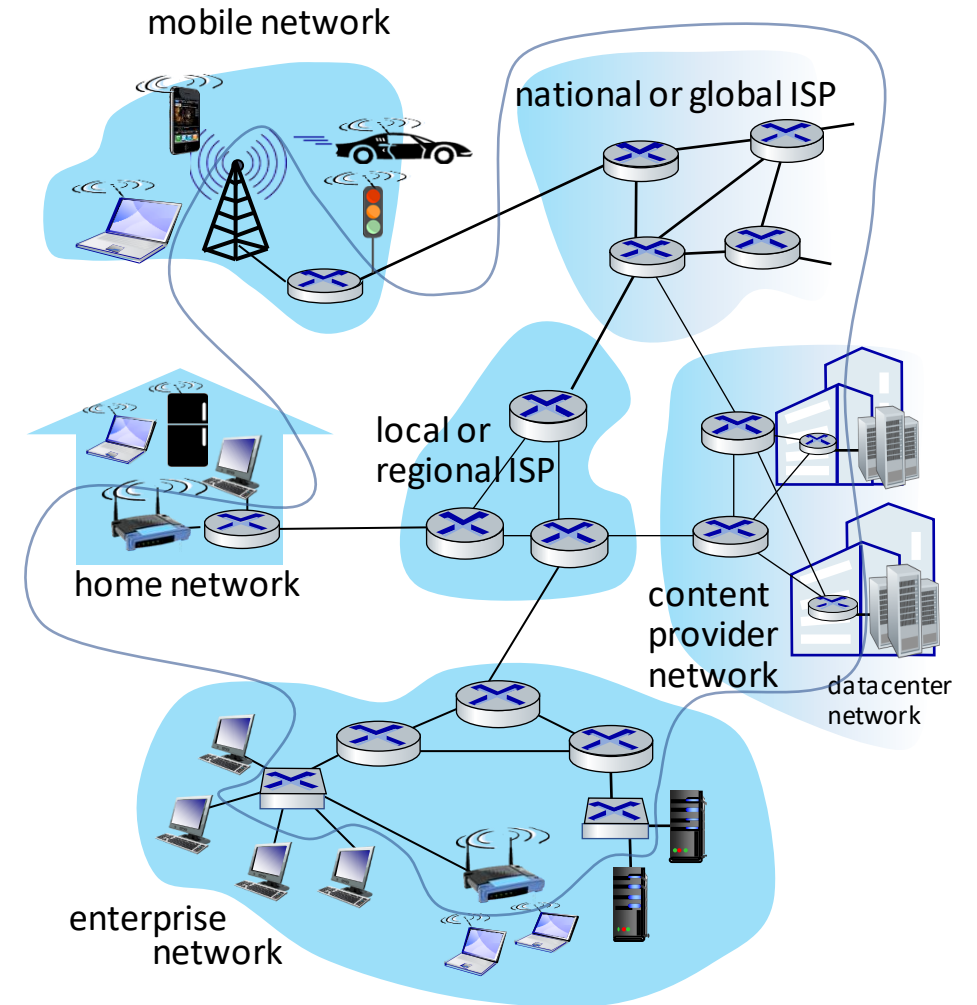 mobile network
national or global ISP
local or
regional ISP
home network
content
provider
network
datacenter
network
enterprise
network